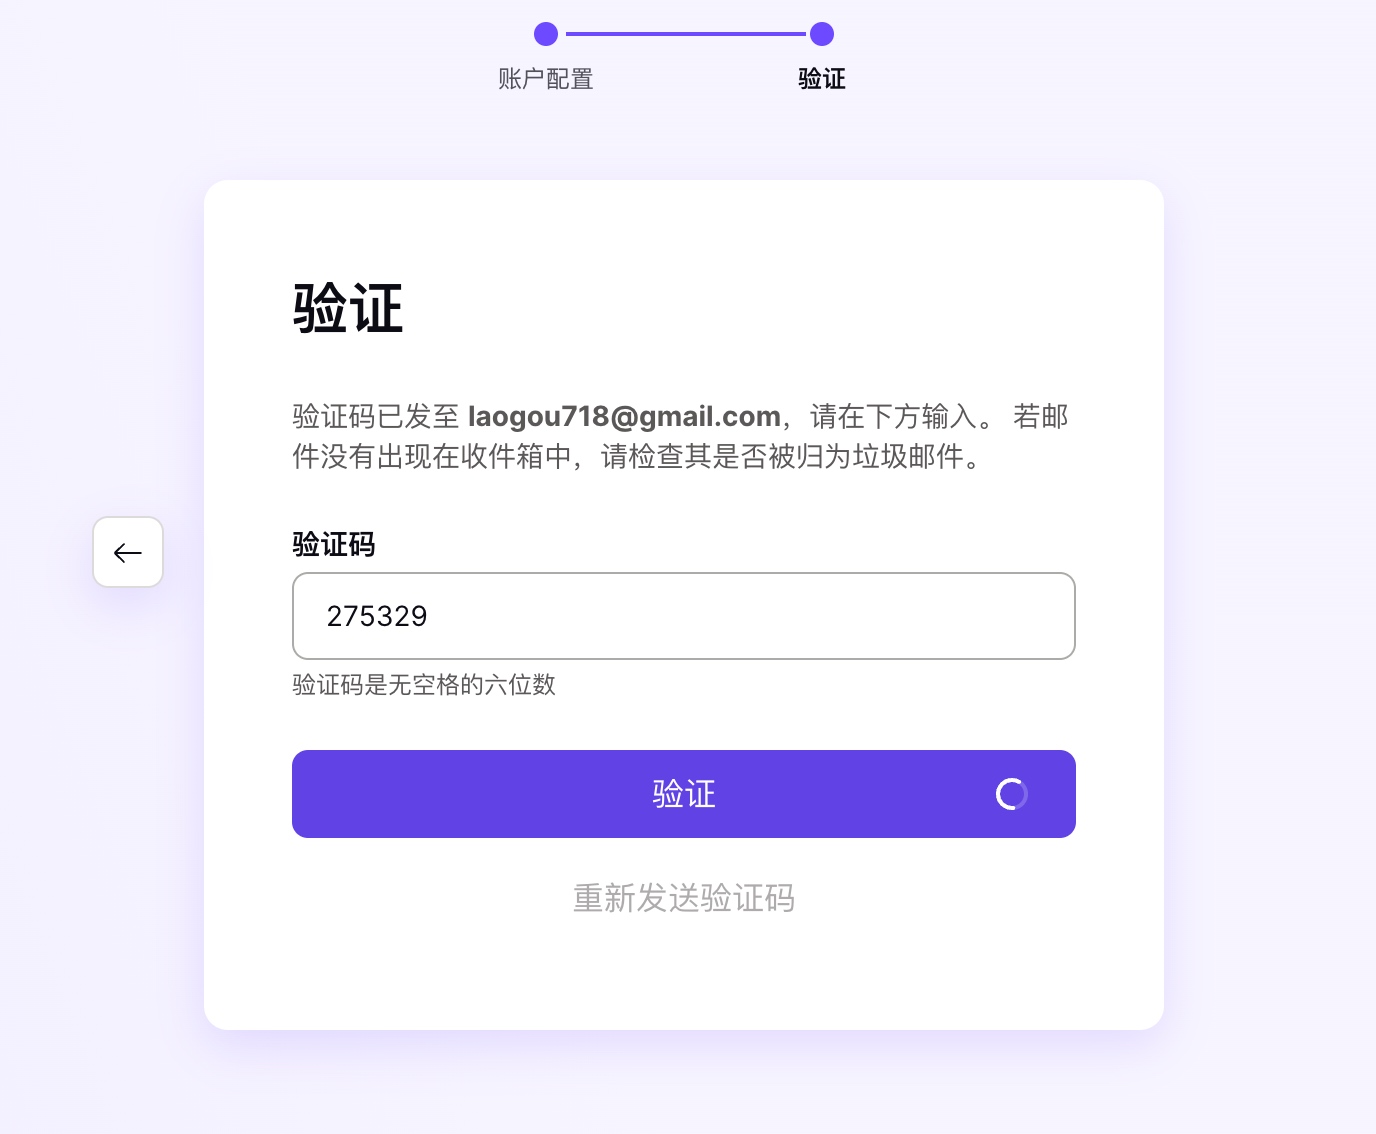 账户配置
验证
验证
验证码已发至 laogou718@gmail.com，请在下方输入。 若邮
件没有出现在收件箱中，请检查其是否被归为垃圾邮件。
验证码
275329
验证码是无空格的六位数
验证
重新发送验证码